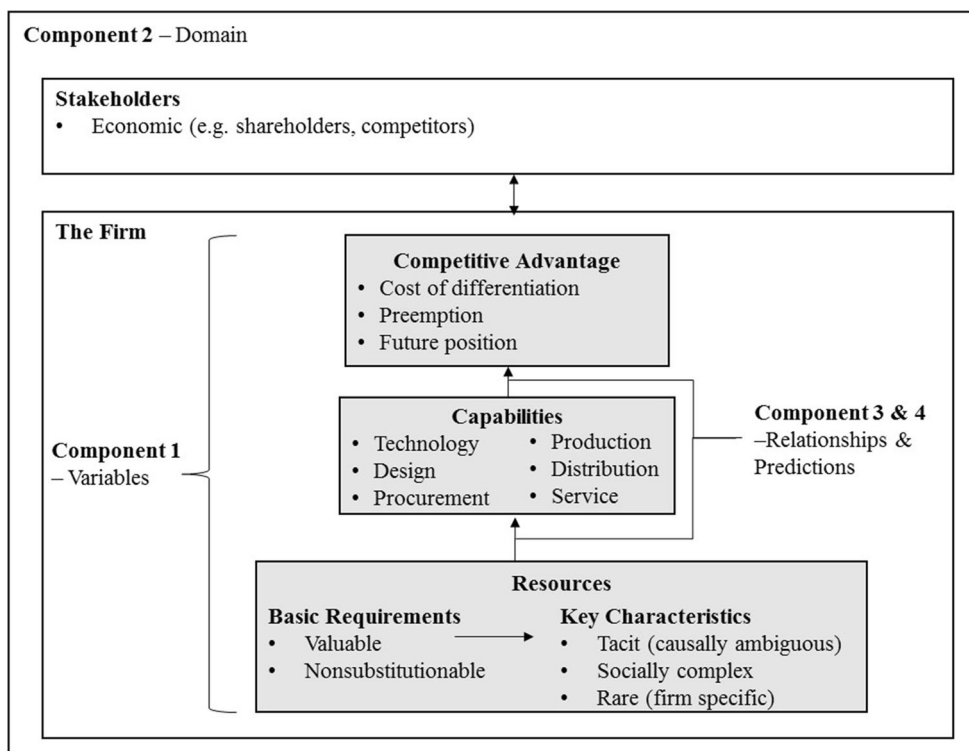 Component 2 – Domain
Stakeholders
• Economic (e.g. shareholders, competitors)
The Firm
Competitive Advantage
• Cost of differentiation
• Preemption
• Future position
Capabilities
• Technology
• Design
• Procurement
• Production
• Distribution
• Service
Component 1
– Variables
Component 3 & 4
–Relationships &
Predictions
Resources
Basic Requirements
• Valuable
• Nonsubstitutionable
Key Characteristics
• Tacit (causally ambiguous)
• Socially complex
• Rare (firm specific)